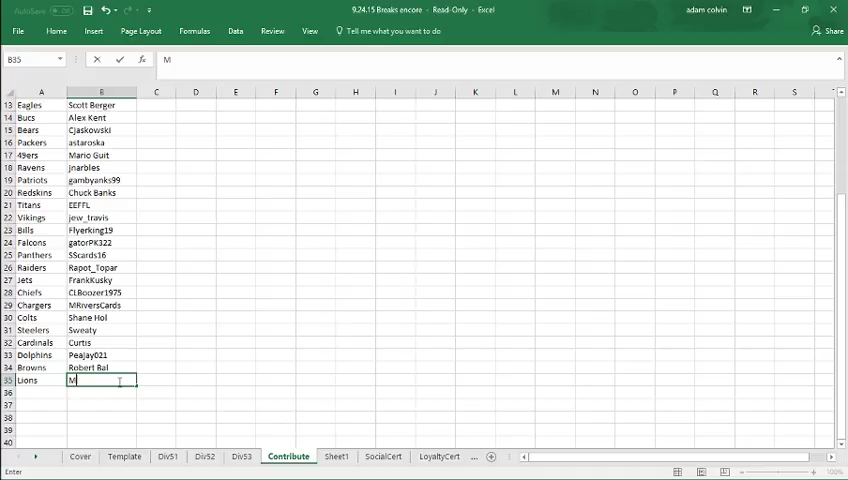 AutoSave Off 9.24.15 Breaks encore - Read-Only - Excel adam colvin
File Home Insert Page Layout Formulas Data Review View Tell me what you want to do Share
B35 fx M
A B C D E F G H I J K L M N O P Q R S
13 Eagles Scott Berger
14 Bucs Alex Kent
15 Bears Cjaskowski
16 Packers astaroska
17 49ers Mario Guit
18 Ravens jnarbles
19 Patriots gambyanks99
20 Redskins Chuck Banks
21 Titans EEFFL
22 Vikings jew_travis
23 Bills Flyerking19
24 Falcons gatorPK322
25 Panthers SScards16
26 Raiders Rapot_Topar
27 Jets FrankKusky
28 Chiefs CLBoozer1975
29 Chargers MRiversCards
30 Colts Shane Hol
31 Steelers Sweaty
32 Cardinals Curtis
33 Dolphins Peajay021
34 Browns Robert Bal
35 Lions M
36
37
38
39
40
Cover Template Div51 Div52 Div53 Contribute Sheet1 SocialCert LoyaltyCert ...
Enter 100%